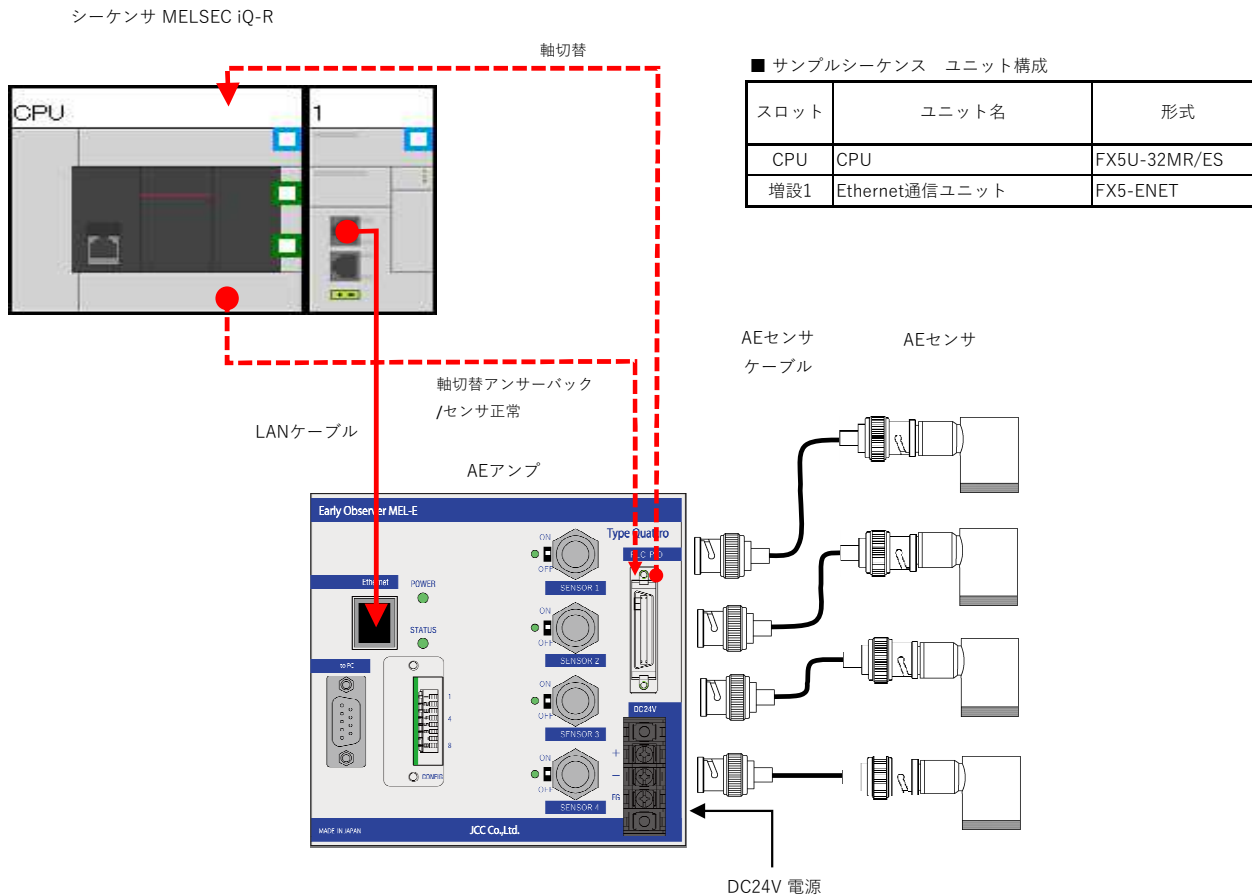 シーケンサ MELSEC iQ-R
軸切替
■ サンプルシーケンス　ユニット構成
スロット ユニット名 形式
CPU CPU FX5U-32MR/ES
増設1 Ethernet通信ユニット FX5-ENET
CPU
1
軸切替アンサーバック
/センサ正常
LANケーブル
AEアンプ
AEセンサ
ケーブル
AEセンサ
Early Observer MEL-E
Type Quattro
Ethernet
POWER
STATUS
to PC
1
4
8
CONFIG
ON
OFF
SENSOR 1
ON
OFF
SENSOR 2
ON
OFF
SENSOR 3
ON
OFF
SENSOR 4
DC24V
+
−
FG
MADE IN JAPAN
JCC Co.,Ltd.
DC24V 電源